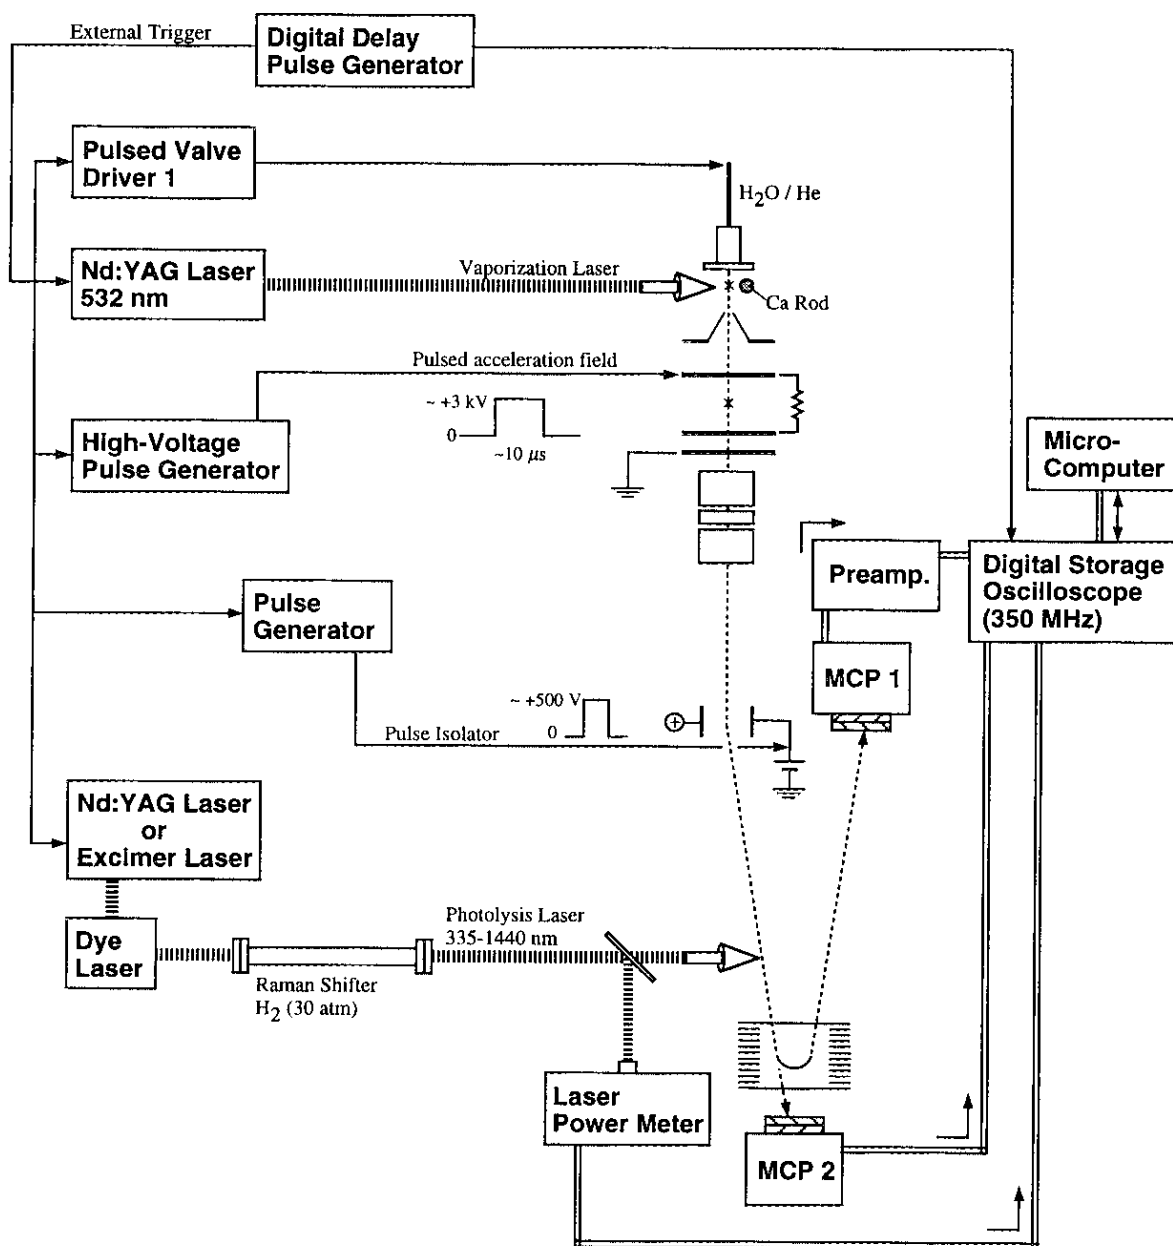 External Trigger
Digital Delay
Pulse Generator
Pulsed Valve
Driver 1
H2O / He
Nd:YAG Laser
532 nm
Vaporization Laser
Ca Rod
Pulsed acceleration field
~ +3 kV
0
~10 μs
High-Voltage
Pulse Generator
Micro-
Computer
Preamp.
Digital Storage
Oscilloscope
(350 MHz)
Pulse
Generator
MCP 1
~ +500 V
0
Pulse Isolator
Nd:YAG Laser
or
Excimer Laser
Dye
Laser
Photolysis Laser
335-1440 nm
Raman Shifter
H2 (30 atm)
Laser
Power Meter
MCP 2